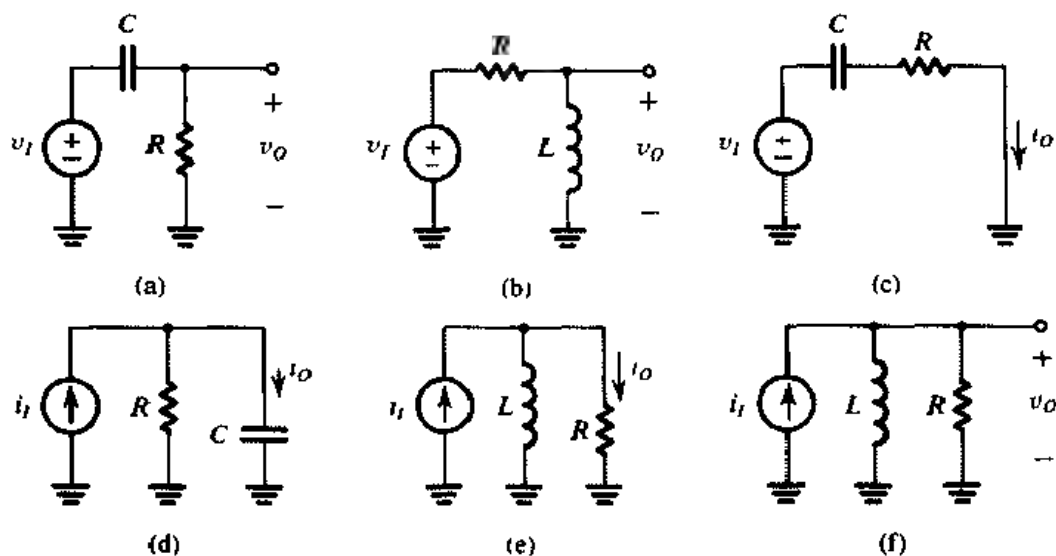 C
R
v_I
+
−
R
+
v_O
−
(a)
v_I
+
−
L
+
v_O
−
(b)
C
R
v_I
+
−
i_O
(c)
i_I
R
i_O
C
(d)
i_I
L
i_O
R
(e)
i_I
L
R
+
v_O
−
(f)